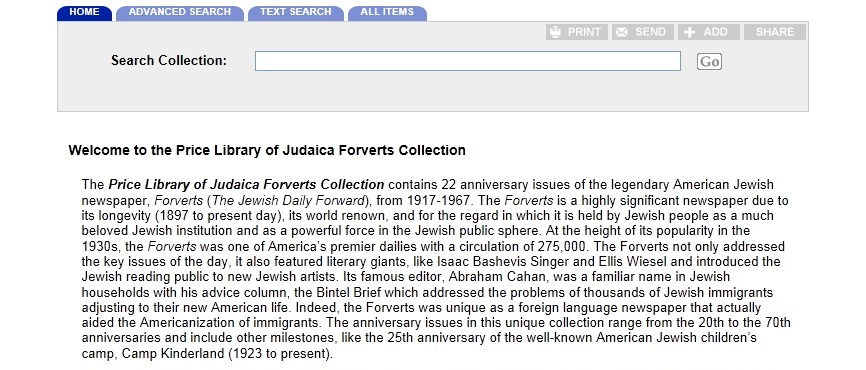 HOME ADVANCED SEARCH TEXT SEARCH ALL ITEMS
PRINT SEND ADD SHARE
Search Collection: Go
Welcome to the Price Library of Judaica Forverts Collection
The Price Library of Judaica Forverts Collection contains 22 anniversary issues of the legendary American Jewish
newspaper, Forverts (The Jewish Daily Forward), from 1917-1967. The Forverts is a highly significant newspaper due to
its longevity (1897 to present day), its world renown, and for the regard in which it is held by Jewish people as a much
beloved Jewish institution and as a powerful force in the Jewish public sphere. At the height of its popularity in the
1930s, the Forverts was one of America's premier dailies with a circulation of 275,000. The Forverts not only addressed
the key issues of the day, it also featured literary giants, like Isaac Bashevis Singer and Ellis Wiesel and introduced the
Jewish reading public to new Jewish artists. Its famous editor, Abraham Cahan, was a familiar name in Jewish
households with his advice column, the Bintel Brief which addressed the problems of thousands of Jewish immigrants
adjusting to their new American life. Indeed, the Forverts was unique as a foreign language newspaper that actually
aided the Americanization of immigrants. The anniversary issues in this unique collection range from the 20th to the 70th
anniversaries and include other milestones, like the 25th anniversary of the well-known American Jewish children's
camp, Camp Kinderland (1923 to present).